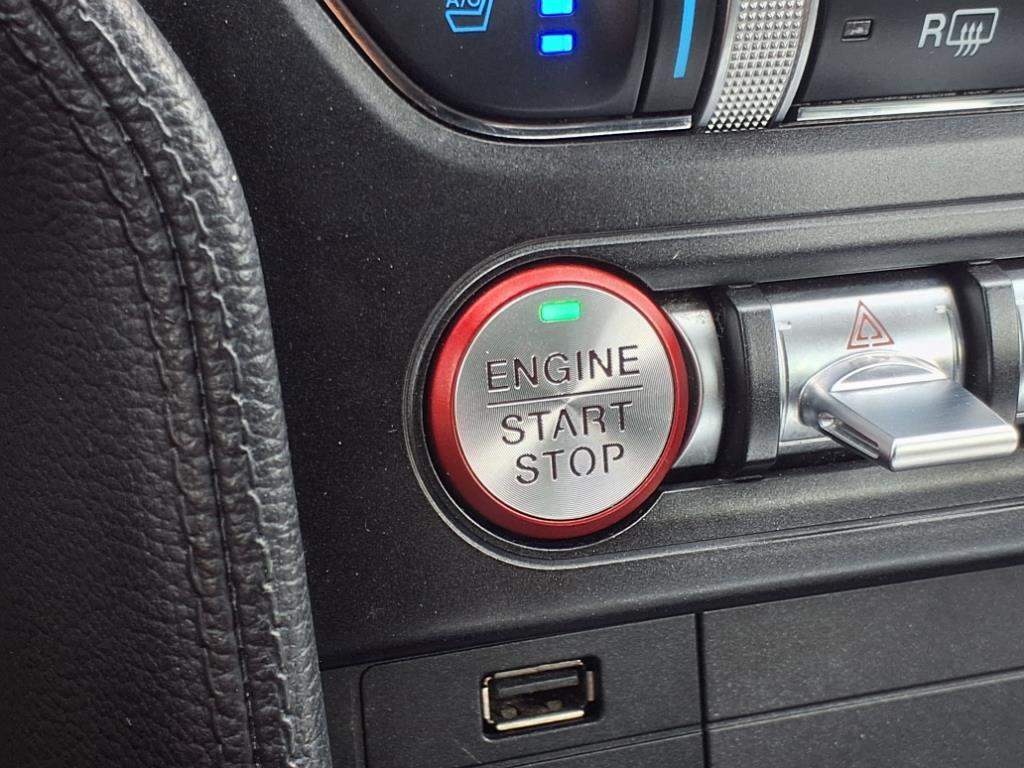 A/C
R
ENGINE
START
STOP